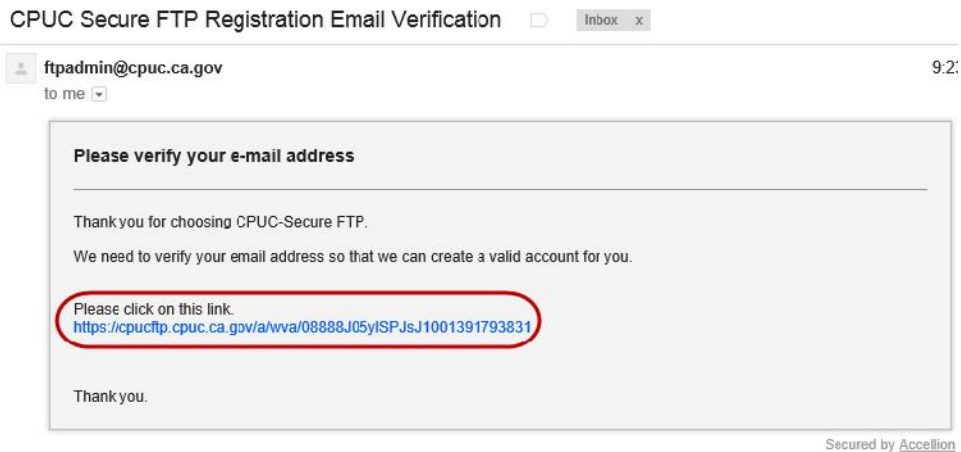 CPUC Secure FTP Registration Email Verification Inbox x
ftpadmin@cpuc.ca.gov 9:23
to me
Please verify your e-mail address
Thank you for choosing CPUC-Secure FTP.
We need to verify your email address so that we can create a valid account for you.
Please click on this link.
https://cpucftp.cpuc.ca.gov/a/wva/08888J05ylSPJsJ1001391793831
Thank you.
Secured by Accellion